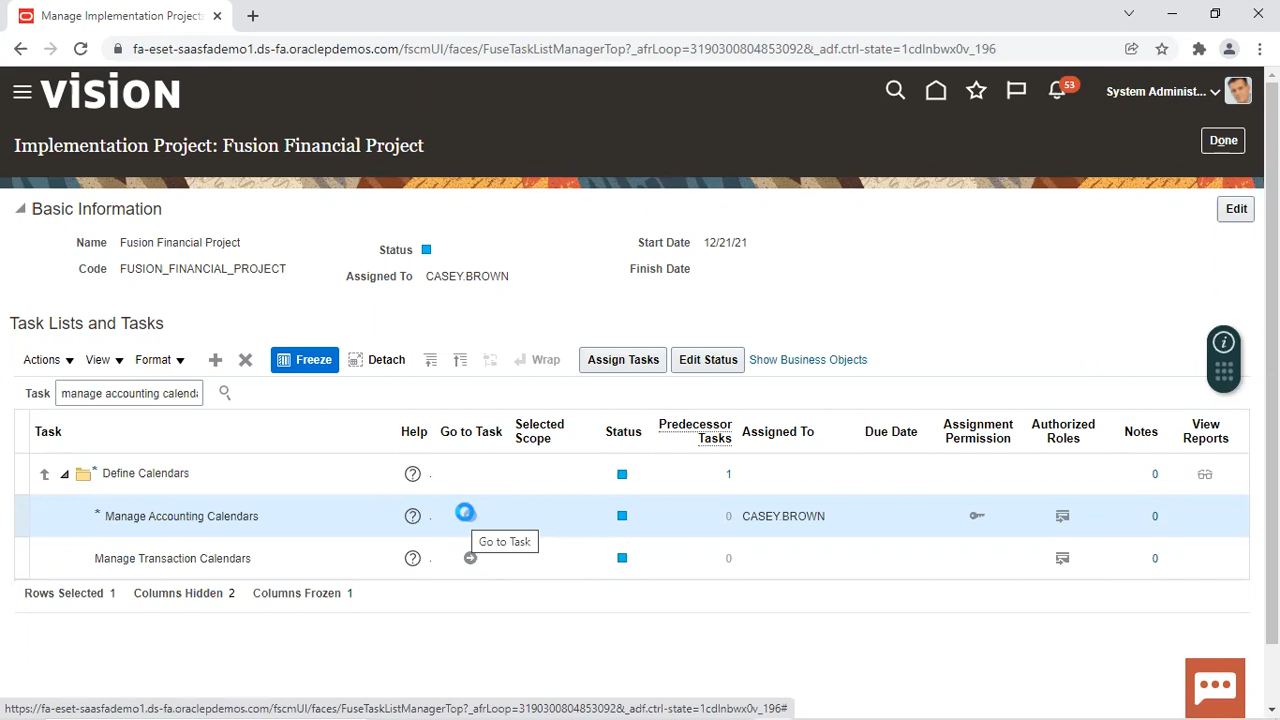 Manage Implementation Project:
fa-eset-saasfademo1.ds-fa.oraclepdemos.com/fscmUI/faces/FuseTaskListManagerTop?_afrLoop=31903008048530928&_adf.ctrl-state=1cdlnbwx0v_196
VISION
53
System Administ...
Implementation Project: Fusion Financial Project
Done
Basic Information
Edit
Name Fusion Financial Project
Status
Start Date 12/21/21
Code FUSION_FINANCIAL_PROJECT
Assigned To CASEY.BROWN
Finish Date
Task Lists and Tasks
Actions View Format Freeze Detach Wrap Assign Tasks Edit Status Show Business Objects
Task manage accounting calenda
Task Help Go to Task Selected Scope Status Predecessor Tasks Assigned To Due Date Assignment Permission Authorized Roles Notes View Reports
* Define Calendars . 1 0
* Manage Accounting Calendars . 0 CASEY.BROWN 0
Go to Task
Manage Transaction Calendars . 0 0
Rows Selected 1 Columns Hidden 2 Columns Frozen 1
https://fa-eset-saasfademo1.ds-fa.oraclepdemos.com/fscmUI/faces/FuseTaskListManagerTop?_afrLoop=31903008048530928&_adf.ctrl-state=1cdlnbwx0v_196#